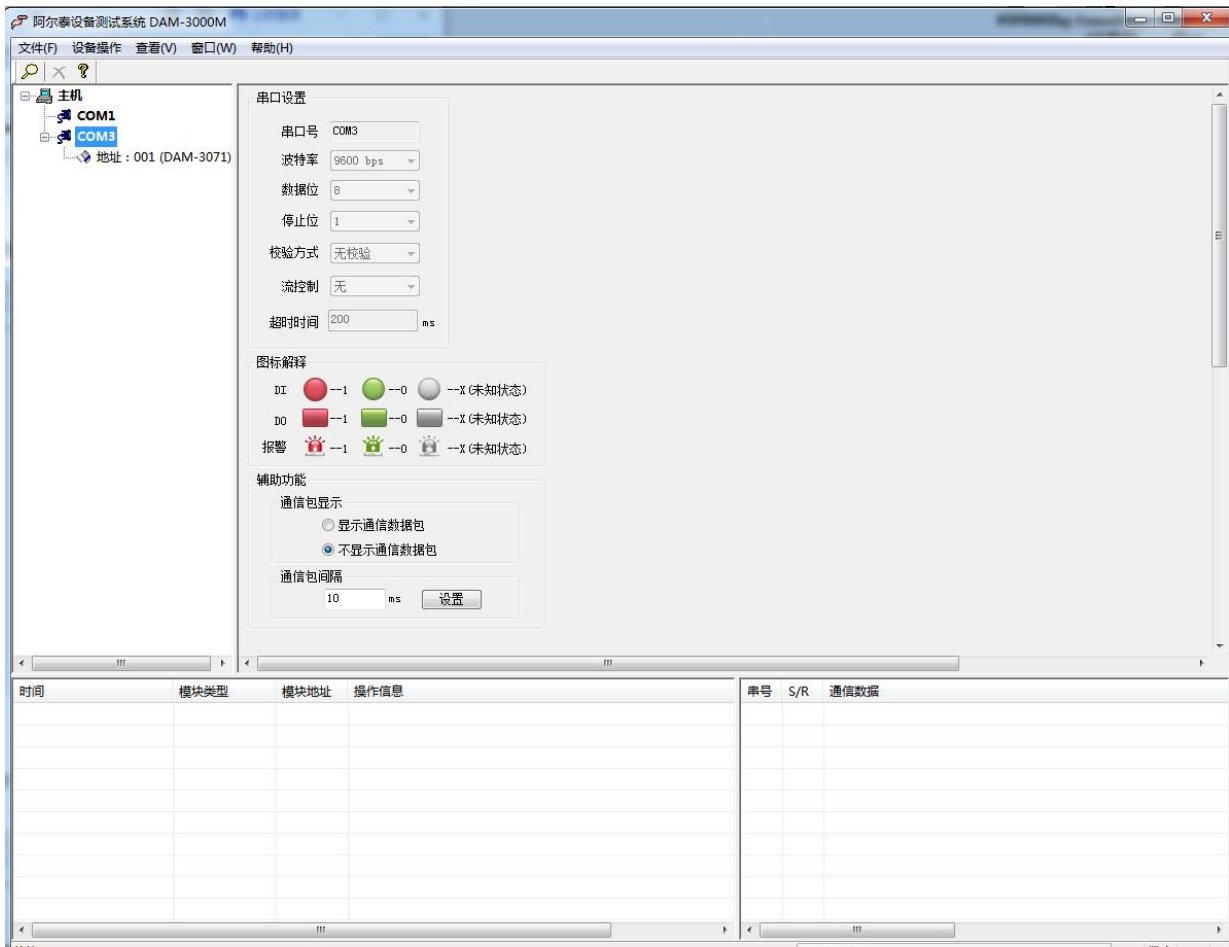 阿尔泰设备测试系统 DAM-3000M
文件(F) 设备操作 查看(V) 窗口(W) 帮助(H)
主机
COM1
COM3
地址：001 (DAM-3071)
串口设置
串口号 COM3
波特率 9600 bps
数据位 8
停止位 1
校验方式 无校验
流控制 无
超时时间 200 ms
图标解释
DI --1 --0 --X(未知状态)
DO --1 --0 --X(未知状态)
报警 --1 --0 --X(未知状态)
辅助功能
通信包显示
显示通信数据包
不显示通信数据包
通信包间隔
10 ms 设置
时间 模块类型 模块地址 操作信息
串号 S/R 通信数据